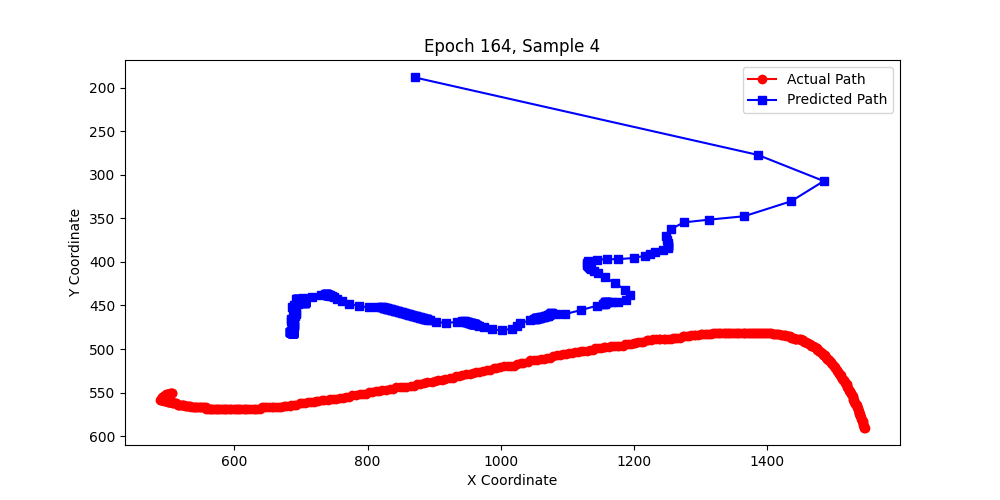 Epoch 164, Sample 4
Actual Path
Predicted Path
200
250
300
350
400
450
500
550
600
Y Coordinate
600
800
1000
1200
1400
X Coordinate